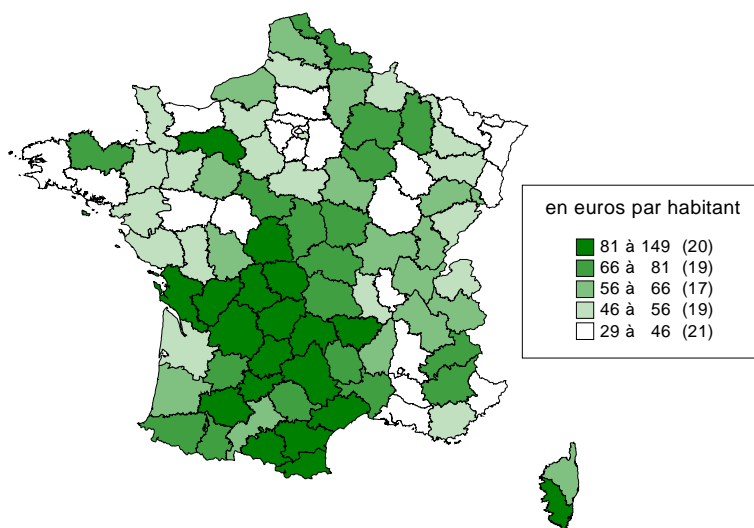 en euros par habitant
81 à 149 (20)
66 à 81 (19)
56 à 66 (17)
46 à 56 (19)
29 à 46 (21)